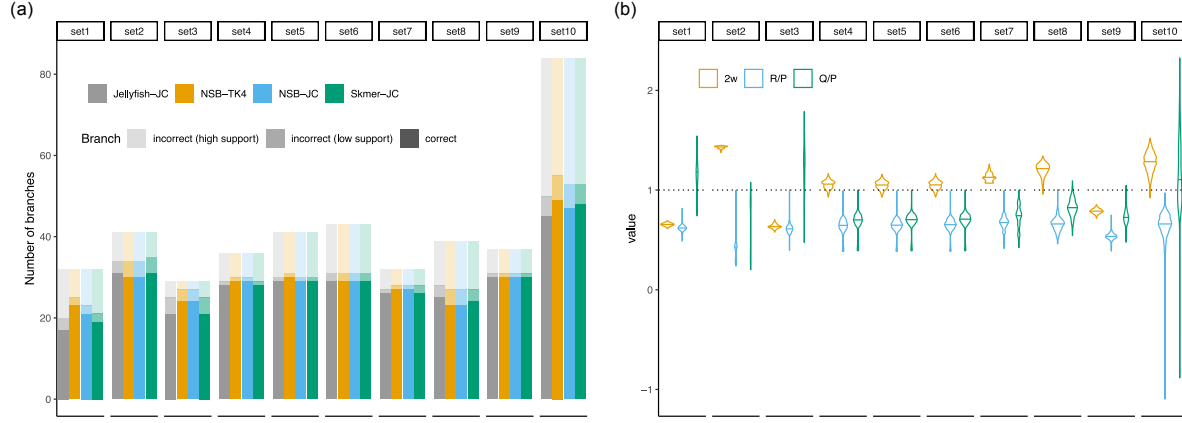 (a)
set1 set2 set3 set4 set5 set6 set7 set8 set9 set10
80
60
40
20
0
Number of branches
Jellyfish–JC NSB–TK4 NSB–JC Skmer–JC
Branch incorrect (high support) incorrect (low support) correct
(b)
set1 set2 set3 set4 set5 set6 set7 set8 set9 set10
2
1
0
−1
value
2w R/P Q/P